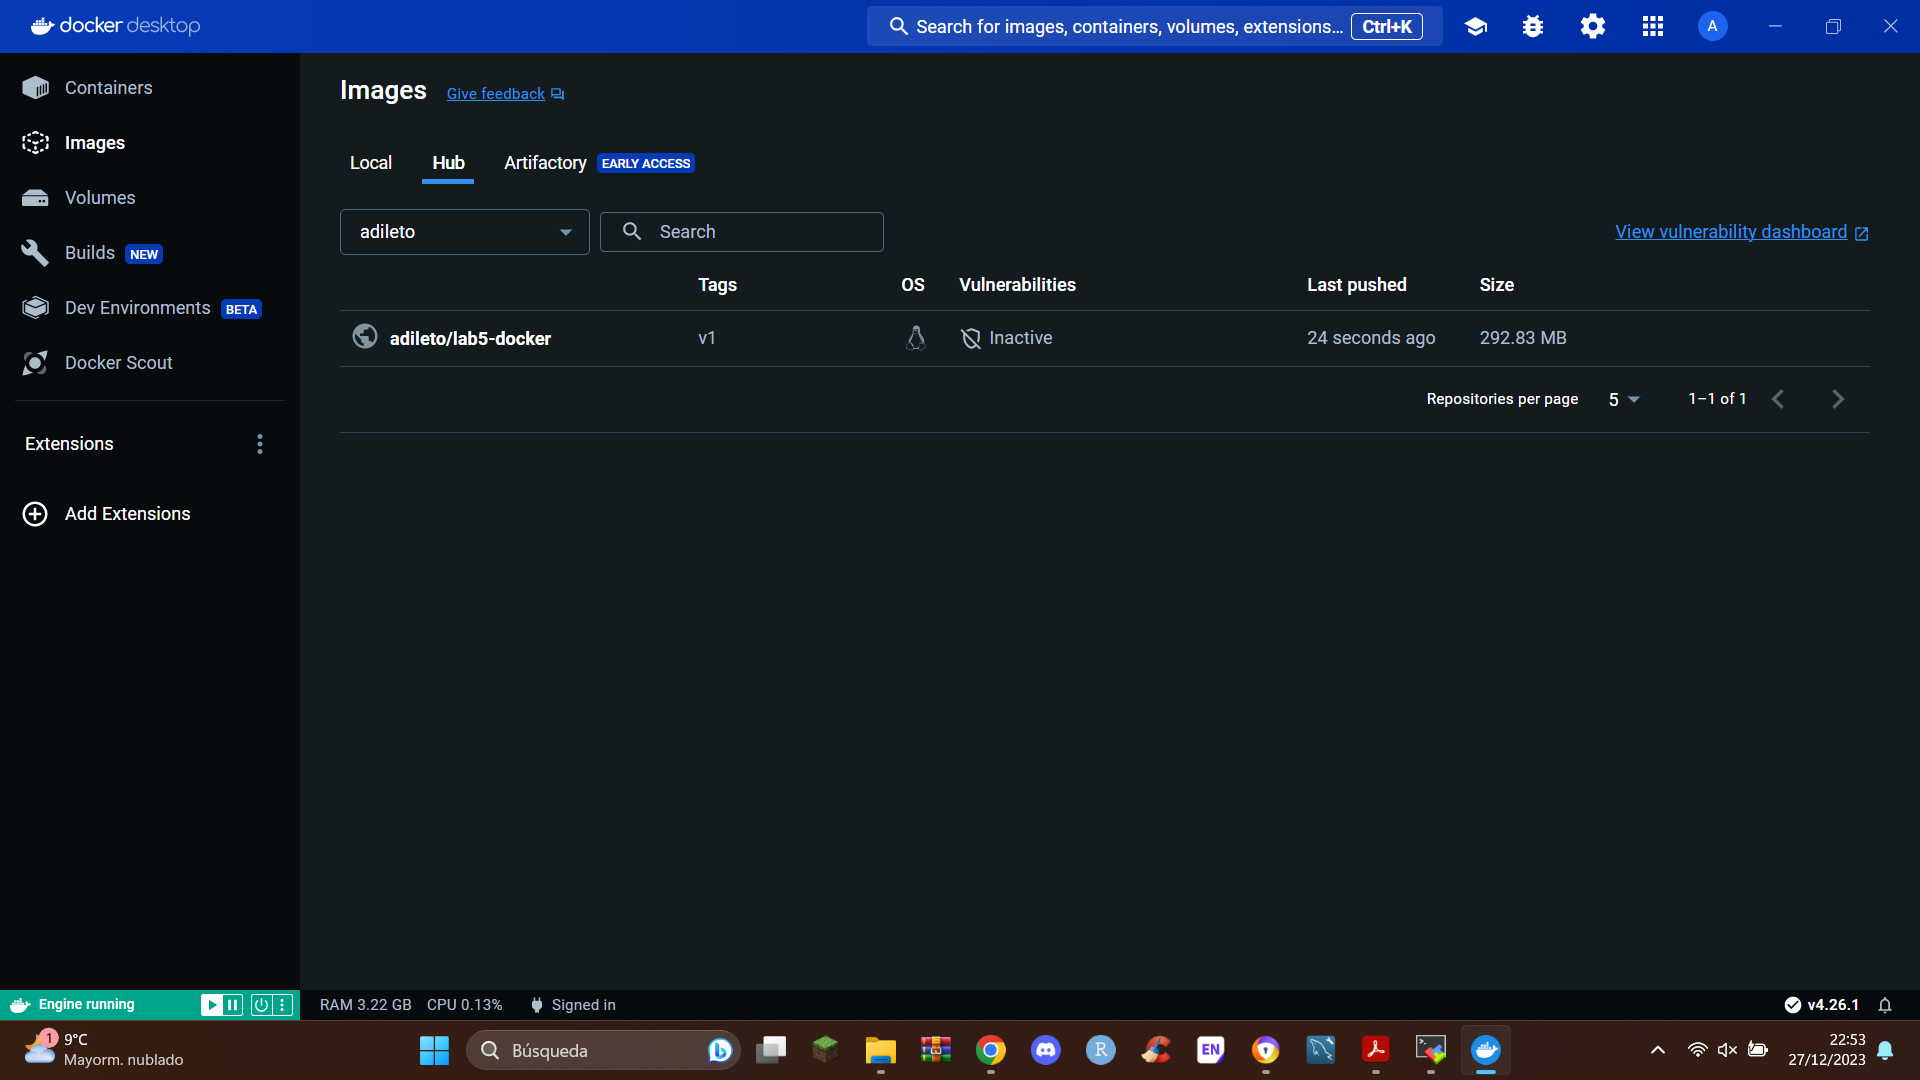 docker desktop
Search for images, containers, volumes, extensions... Ctrl+K
A
Containers
Images
Volumes
Builds NEW
Dev Environments BETA
Docker Scout
Extensions
Add Extensions
Images Give feedback
Local Hub Artifactory EARLY ACCESS
adileto Search View vulnerability dashboard
Tags OS Vulnerabilities Last pushed Size
adileto/lab5-docker v1 Inactive 24 seconds ago 292.83 MB
Repositories per page 5 1–1 of 1
Engine running RAM 3.22 GB CPU 0.13% Signed in v4.26.1
1 9°C
Mayorm. nublado
Búsqueda
R
EN
22:53
27/12/2023